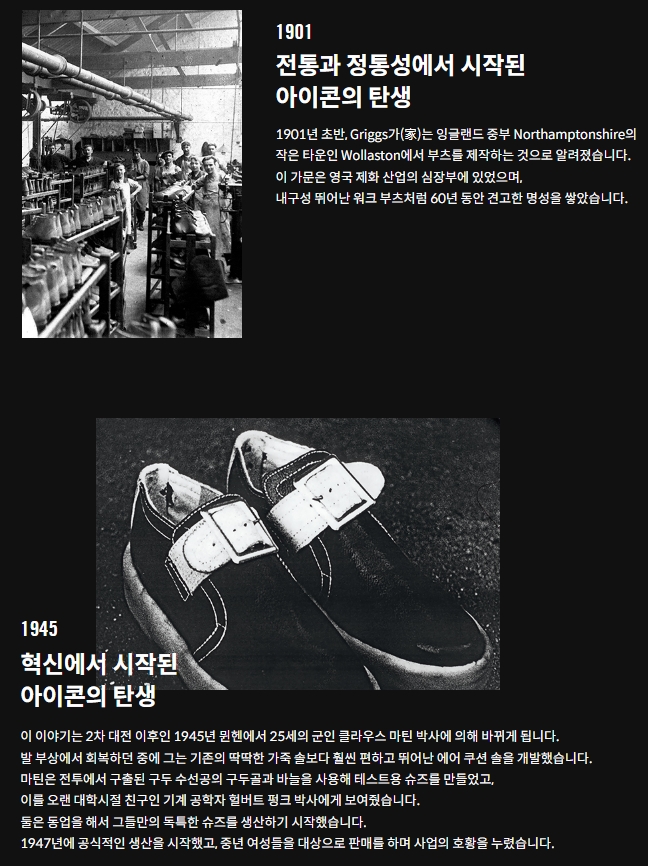 1901
전통과 정통성에서 시작된
아이콘의 탄생
1901년 초반, Griggs가(家)는 잉글랜드 중부 Northamptonshire의
작은 타운인 Wollaston에서 부츠를 제작하는 것으로 알려졌습니다.
이 가문은 영국 제화 산업의 심장부에 있었으며,
내구성 뛰어난 워크 부츠처럼 60년 동안 견고한 명성을 쌓았습니다.
1945
혁신에서 시작된
아이콘의 탄생
이 이야기는 2차 대전 이후인 1945년 뮌헨에서 25세의 군인 클라우스 마틴 박사에 의해 바뀌게 됩니다.
발 부상에서 회복하던 중에 그는 기존의 딱딱한 가죽 솔보다 훨씬 편하고 뛰어난 에어 쿠션 솔을 개발했습니다.
마틴은 전투에서 구출된 구두 수선공의 구두골과 바늘을 사용해 테스트용 슈즈를 만들었고,
이를 오랜 대학시절 친구인 기계 공학자 헐버트 펑크 박사에게 보여줬습니다.
둘은 동업을 해서 그들만의 독특한 슈즈를 생산하기 시작했습니다.
1947년에 공식적인 생산을 시작했고, 중년 여성들을 대상으로 판매를 하며 사업의 호황을 누렸습니다.